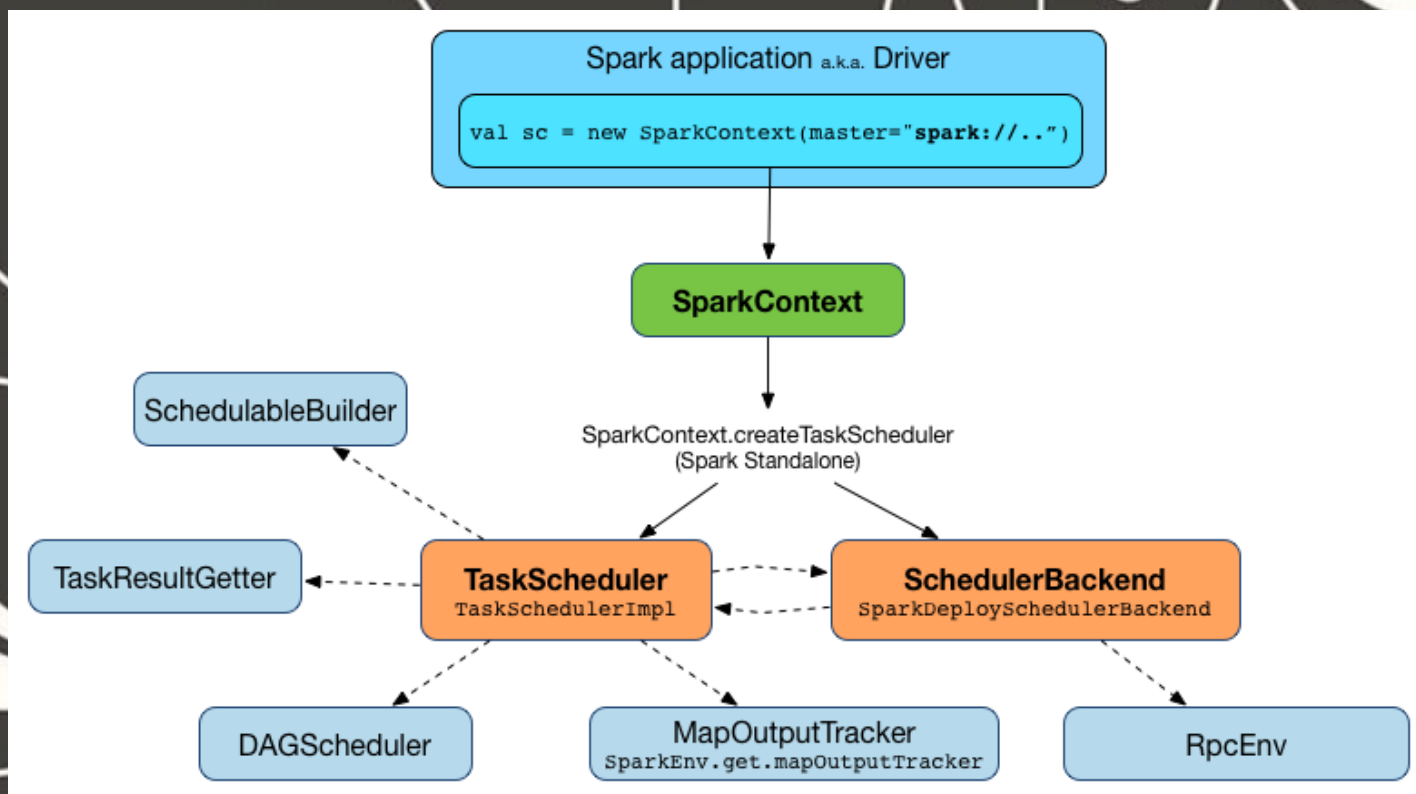 Spark application a.k.a. Driver
val sc = new SparkContext(master="spark://..”)
SparkContext
SchedulableBuilder
SparkContext.createTaskScheduler
(Spark Standalone)
TaskResultGetter
TaskScheduler
TaskSchedulerImpl
SchedulerBackend
SparkDeploySchedulerBackend
DAGScheduler
MapOutputTracker
SparkEnv.get.mapOutputTracker
RpcEnv